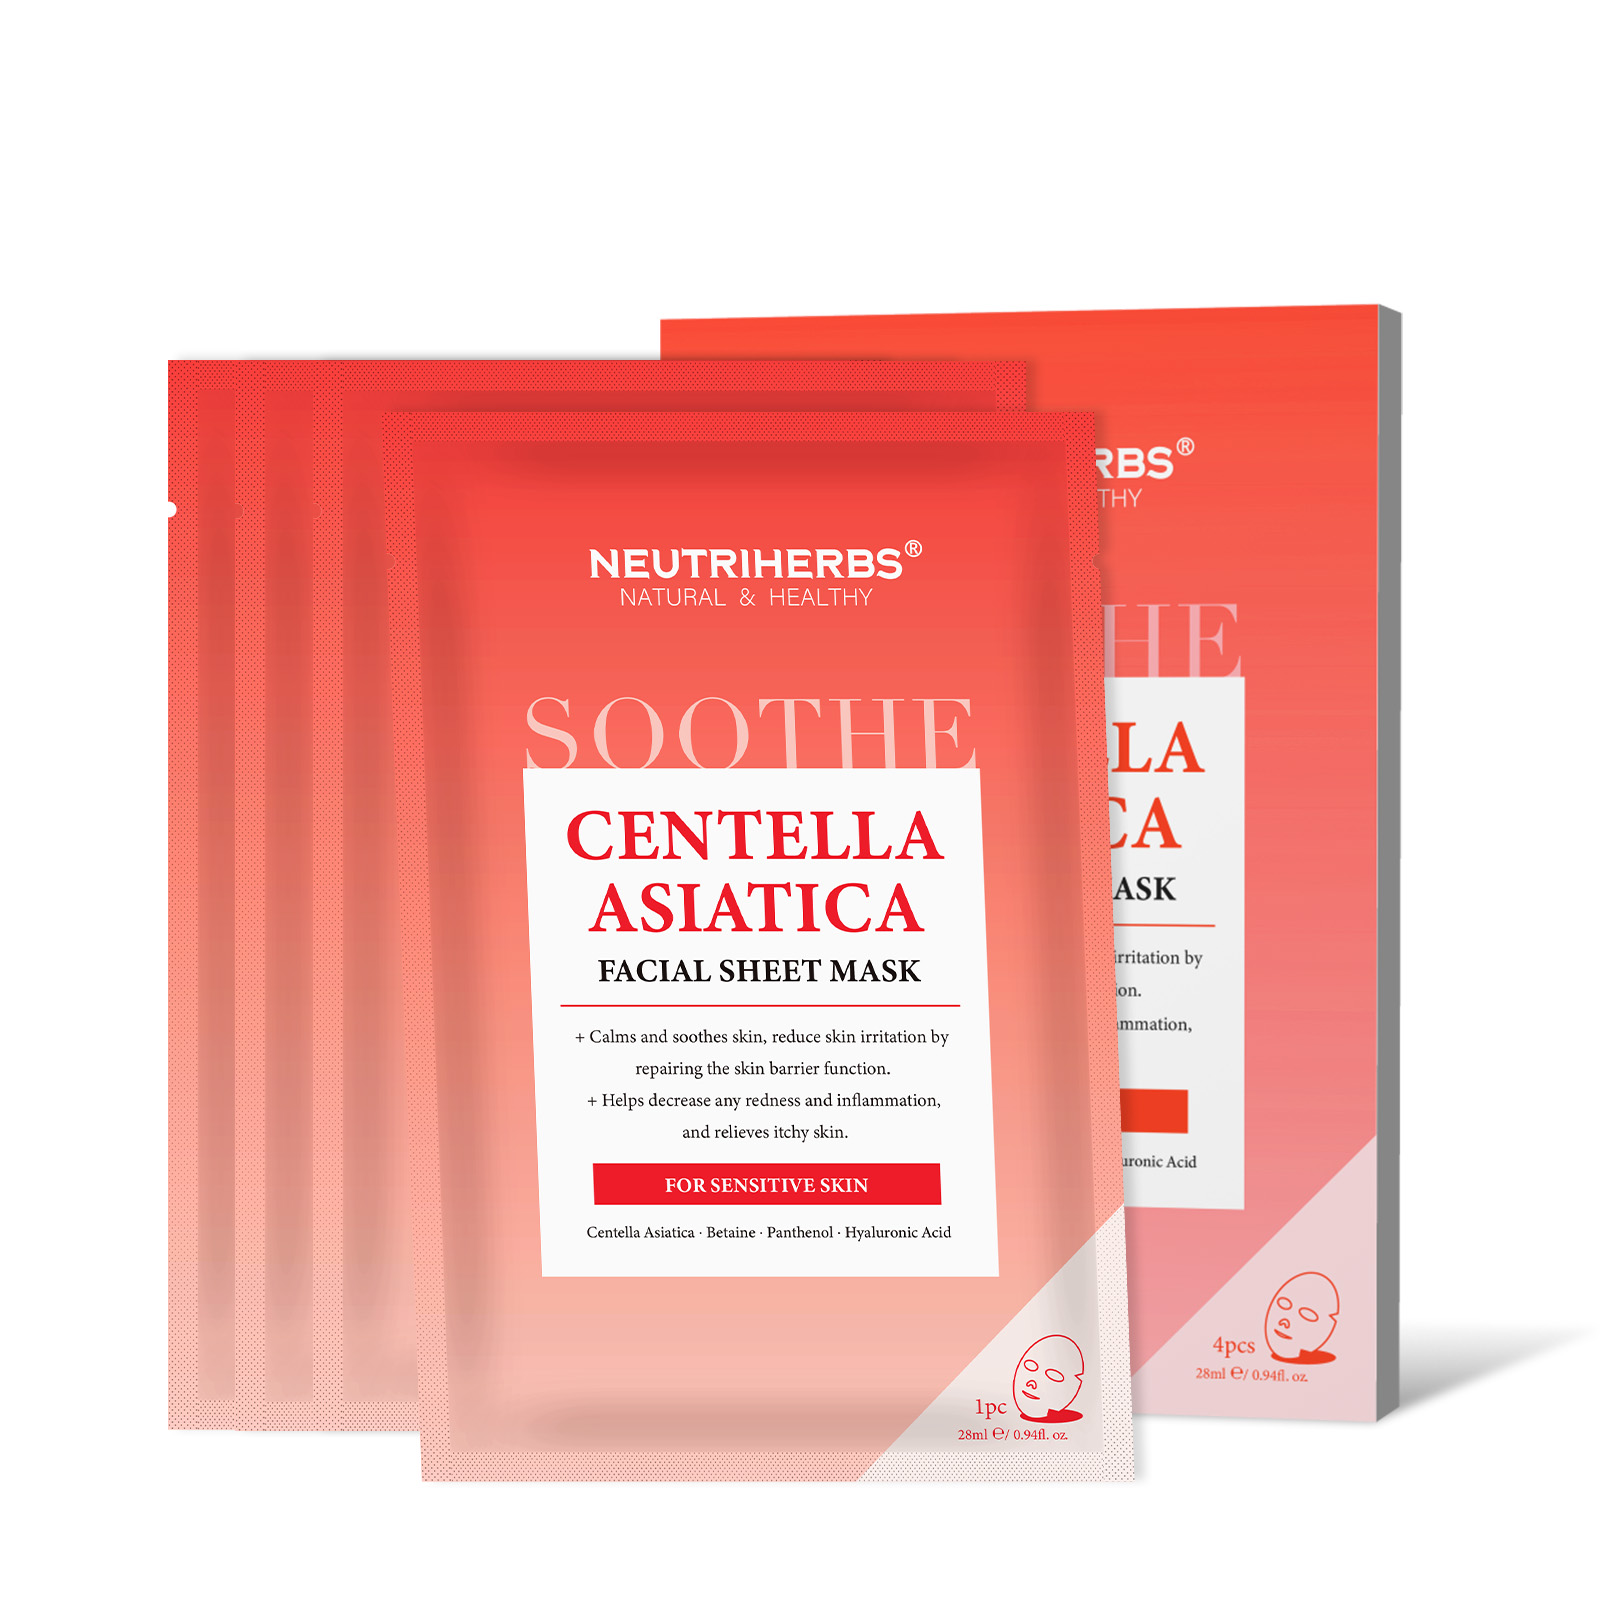 NEUTRIHERBS®
NATURAL & HEALTHY
SOOTHE
CENTELLA
ASIATICA
FACIAL SHEET MASK
+ Calms and soothes skin, reduce skin irritation by
repairing the skin barrier function.
+ Helps decrease any redness and inflammation,
and relieves itchy skin.
FOR SENSITIVE SKIN
Centella Asiatica · Betaine · Panthenol · Hyaluronic Acid
1pc
28ml ℮/ 0.94fl. oz.
RBS®
THY
HE
LLA
CA
ASK
irritation by
ion.
ammation,
uronic Acid
4pcs
28ml ℮/ 0.94fl. oz.